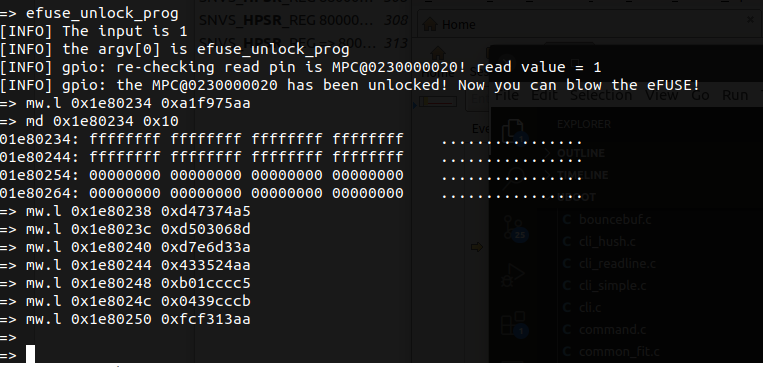 => efuse_unlock_prog
[INFO] The input is 1
[INFO] the argv[0] is efuse_unlock_prog
[INFO] gpio: re-checking read pin is MPC@0230000020! read value = 1
[INFO] gpio: the MPC@0230000020 has been unlocked! Now you can blow the eFUSE!
=> mw.l 0x1e80234 0xa1f975aa
=> md 0x1e80234 0x10
01e80234: ffffffff ffffffff ffffffff ffffffff    ................
01e80244: ffffffff ffffffff ffffffff ffffffff    ................
01e80254: 00000000 00000000 00000000 00000000    ................
01e80264: 00000000 00000000 00000000 00000000    ................
=> mw.l 0x1e80238 0xd47374a5
=> mw.l 0x1e8023c 0xd503068d
=> mw.l 0x1e80240 0xd7e6d33a
=> mw.l 0x1e80244 0x433524aa
=> mw.l 0x1e80248 0xb01cccc5
=> mw.l 0x1e8024c 0x0439cccb
=> mw.l 0x1e80250 0xfcf313aa
=>
=>
SNVS_HPSR_REG 80000... 308
SNVS_HPSR_REG 313
Home
File Edit Selection View Go Run
EXPLORER
OUTLINE
TIMELINE
C bouncebuf.c
C cli_hush.c
C cli_readline.c
C cli_simple.c
C cli.c
C command.c
C common_fit.c
23
1